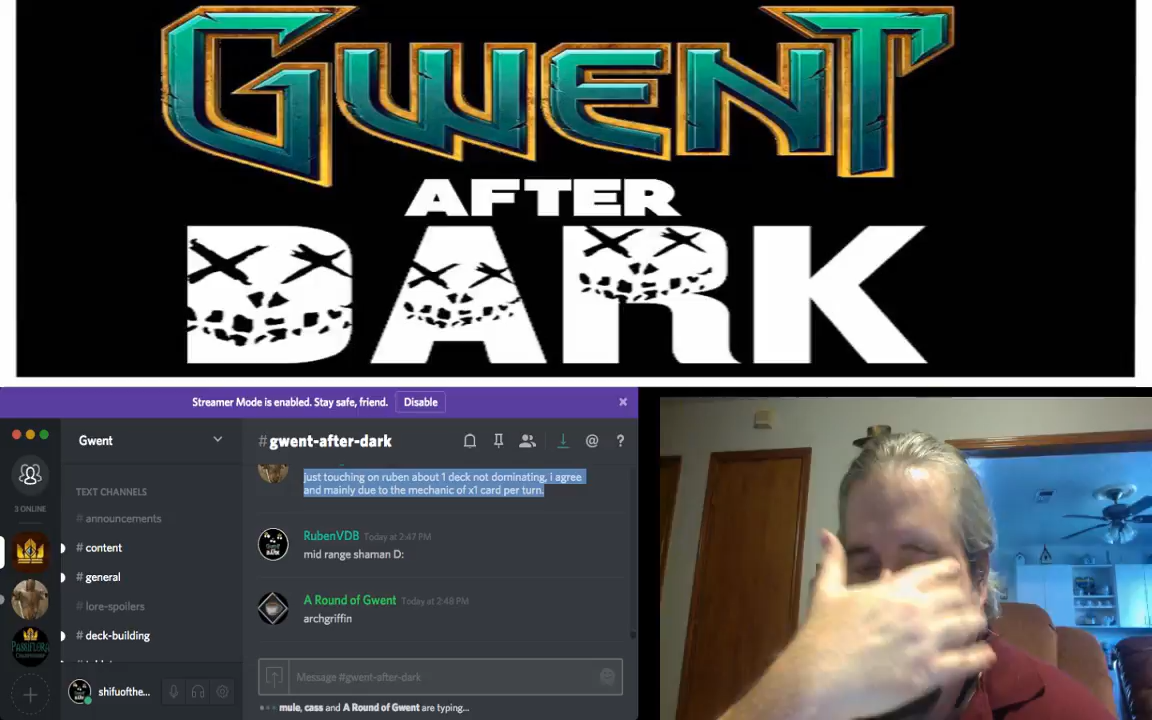 GWENT
AFTER
DARK
Streamer Mode is enabled. Stay safe, friend. Disable
Gwent
#gwent-after-dark
TEXT CHANNELS
3 ONLINE
# announcements
# content
# general
# lore-spoilers
# deck-building
shifuofthe...
just touching on ruben about 1 deck not dominating, i agree
and mainly due to the mechanic of x1 card per turn.
RubenVDB Today at 2:47 PM
mid range shaman D:
A Round of Gwent Today at 2:48 PM
archgriffin
Message #gwent-after-dark
mule, cass and A Round of Gwent are typing...